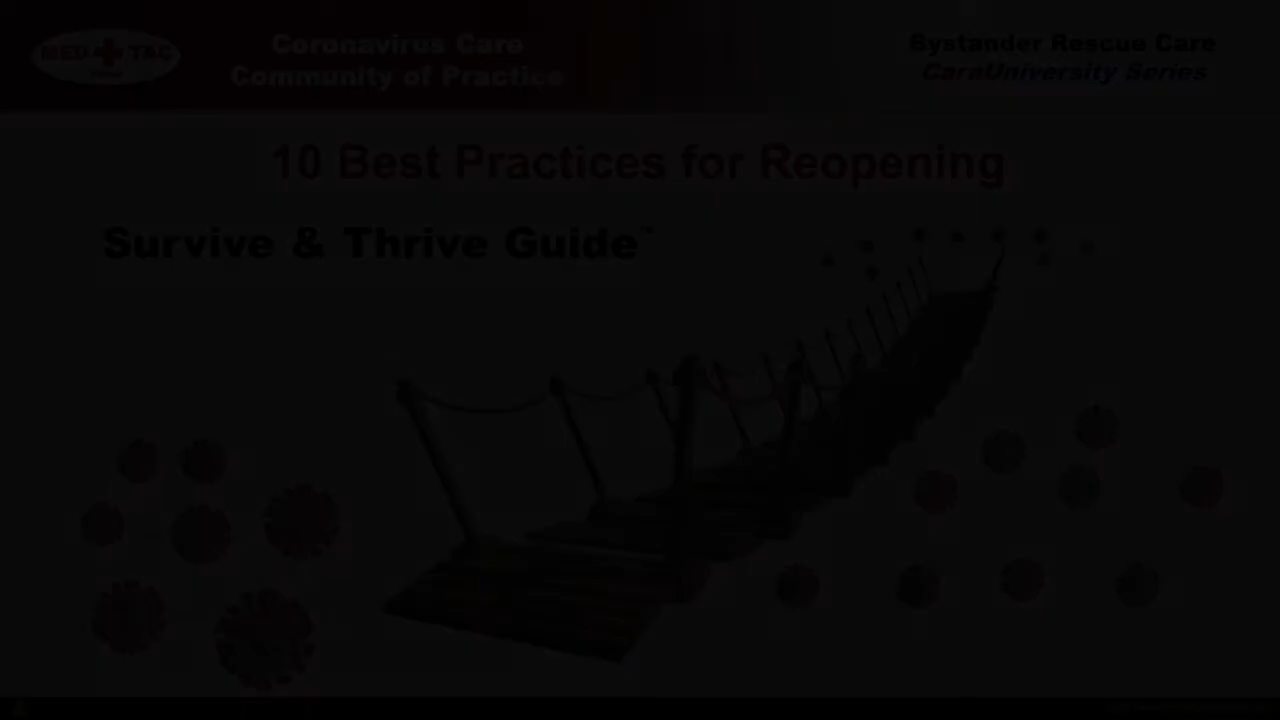 MED TAC
Coronavirus Care
Community of Practice
Bystander Rescue Care
CareUniversity Series
10 Best Practices for Reopening
Survive & Thrive Guide™